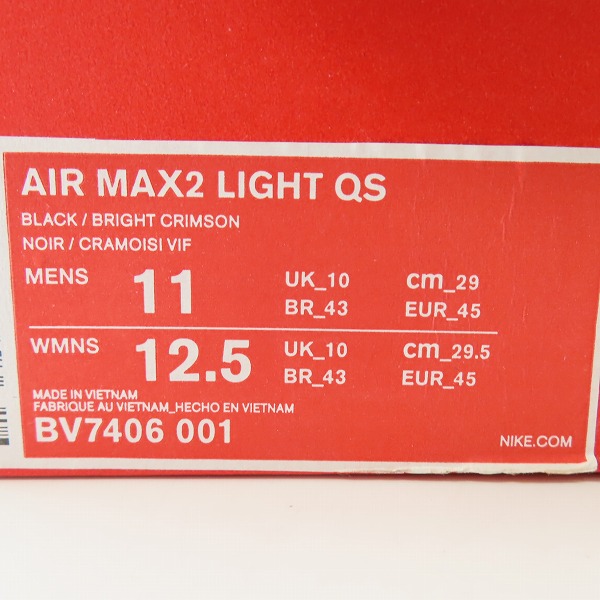 AIR MAX2 LIGHT QS
BLACK / BRIGHT CRIMSON
NOIR / CRAMOISI VIF
MENS 11 UK_10 cm_29
BR_43 EUR_45
WMNS 12.5 UK_10 cm_29.5
BR_43 EUR_45
MADE IN VIETNAM
FABRIQUE AU VIETNAM_HECHO EN VIETNAM
BV7406 001
NIKE.COM